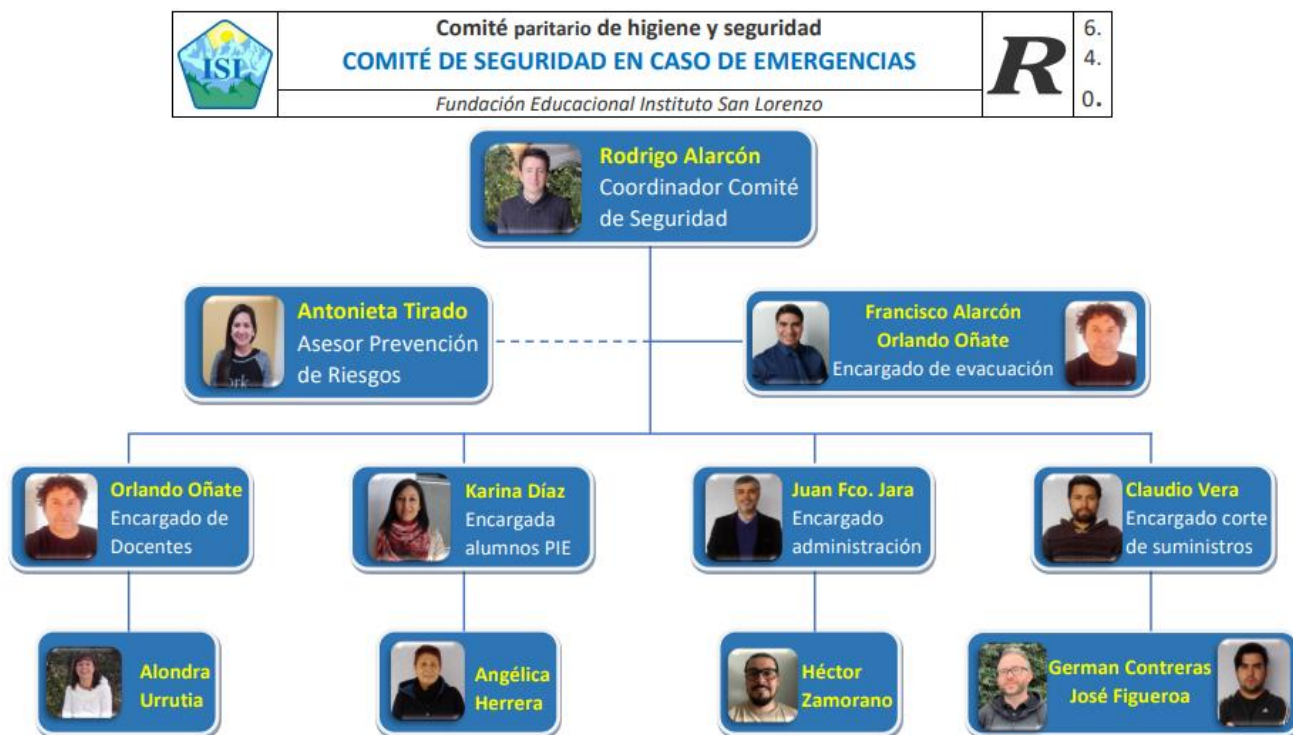 ISL
Comité paritario de higiene y seguridad
COMITÉ DE SEGURIDAD EN CASO DE EMERGENCIAS
Fundación Educacional Instituto San Lorenzo
R
6.
4.
0.
Rodrigo Alarcón
Coordinador Comité
de Seguridad
Antonieta Tirado
Asesor Prevención
de Riesgos
Francisco Alarcón
Orlando Oñate
Encargado de evacuación
Orlando Oñate
Encargado de
Docentes
Karina Díaz
Encargada
alumnos PIE
Juan Fco. Jara
Encargado
administración
Claudio Vera
Encargado corte
de suministros
Alondra
Urrutia
Angélica
Herrera
Héctor
Zamorano
German Contreras
José Figueroa